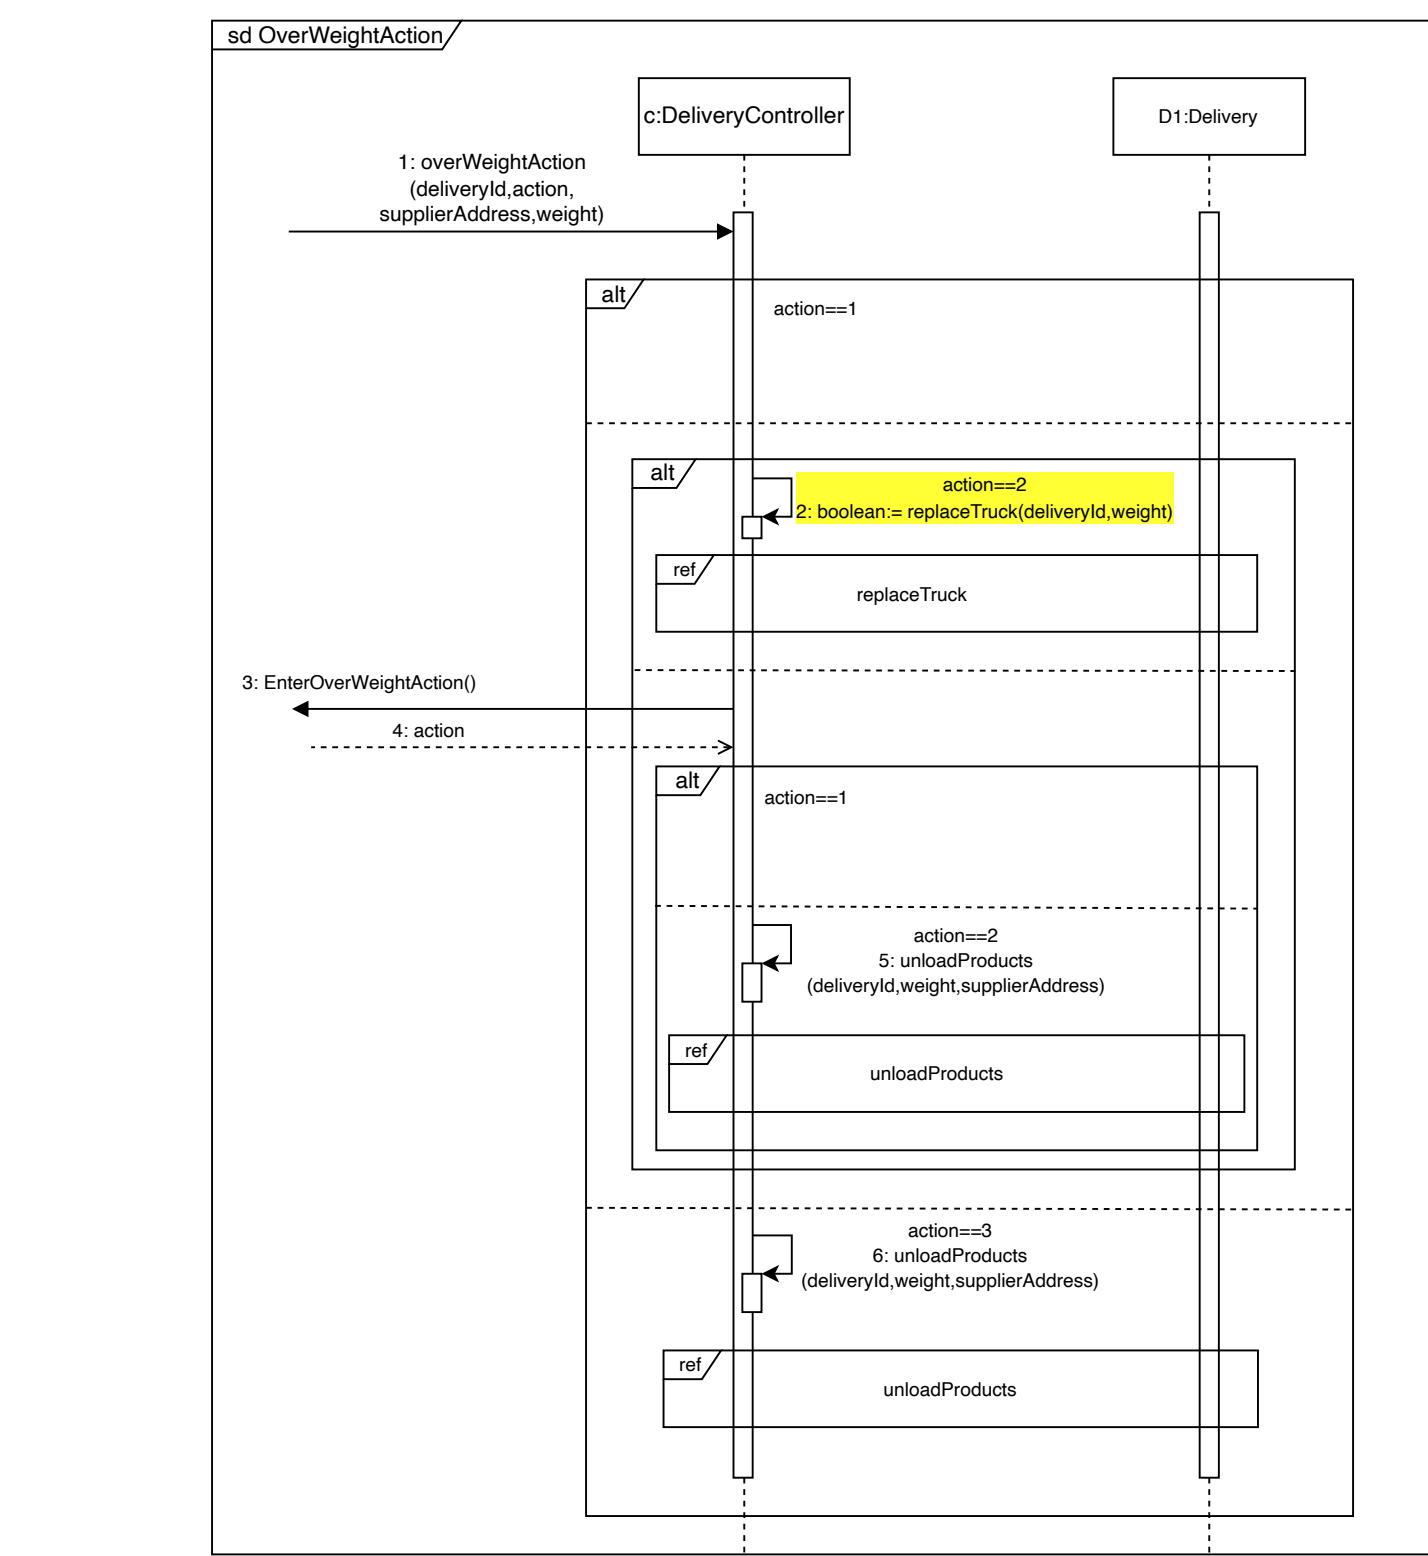 sd OverWeightAction
c:DeliveryController
D1:Delivery
1: overWeightAction
(deliveryId,action,
supplierAddress,weight)
alt
action==1
alt
action==2
2: boolean:= replaceTruck(deliveryId,weight)
ref
replaceTruck
3: EnterOverWeightAction()
4: action
alt
action==1
action==2
5: unloadProducts
(deliveryId,weight,supplierAddress)
ref
unloadProducts
action==3
6: unloadProducts
(deliveryId,weight,supplierAddress)
ref
unloadProducts